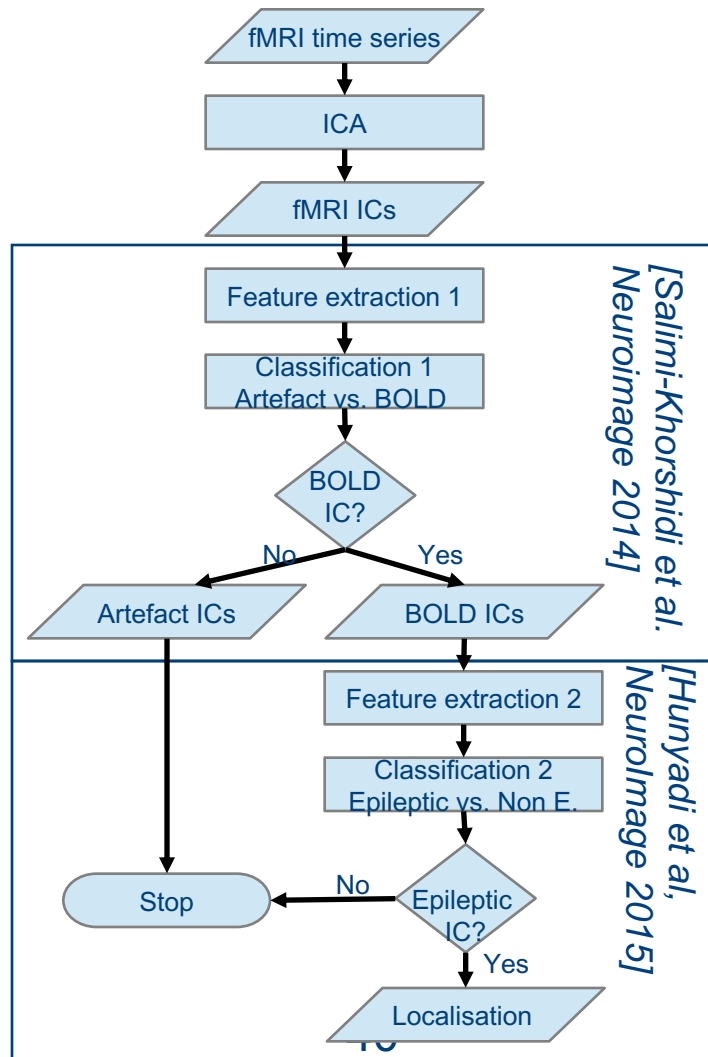 fMRI time series
ICA
fMRI ICs
Feature extraction 1
Classification 1
Artefact vs. BOLD
BOLD
IC?
No
Yes
Artefact ICs
BOLD ICs
[Salimi-Khorshidi et al.
Neuroimage 2014]
Feature extraction 2
Classification 2
Epileptic vs. Non E.
Epileptic
IC?
No
Stop
Yes
Localisation
[Hunyadi et al,
NeuroImage 2015]